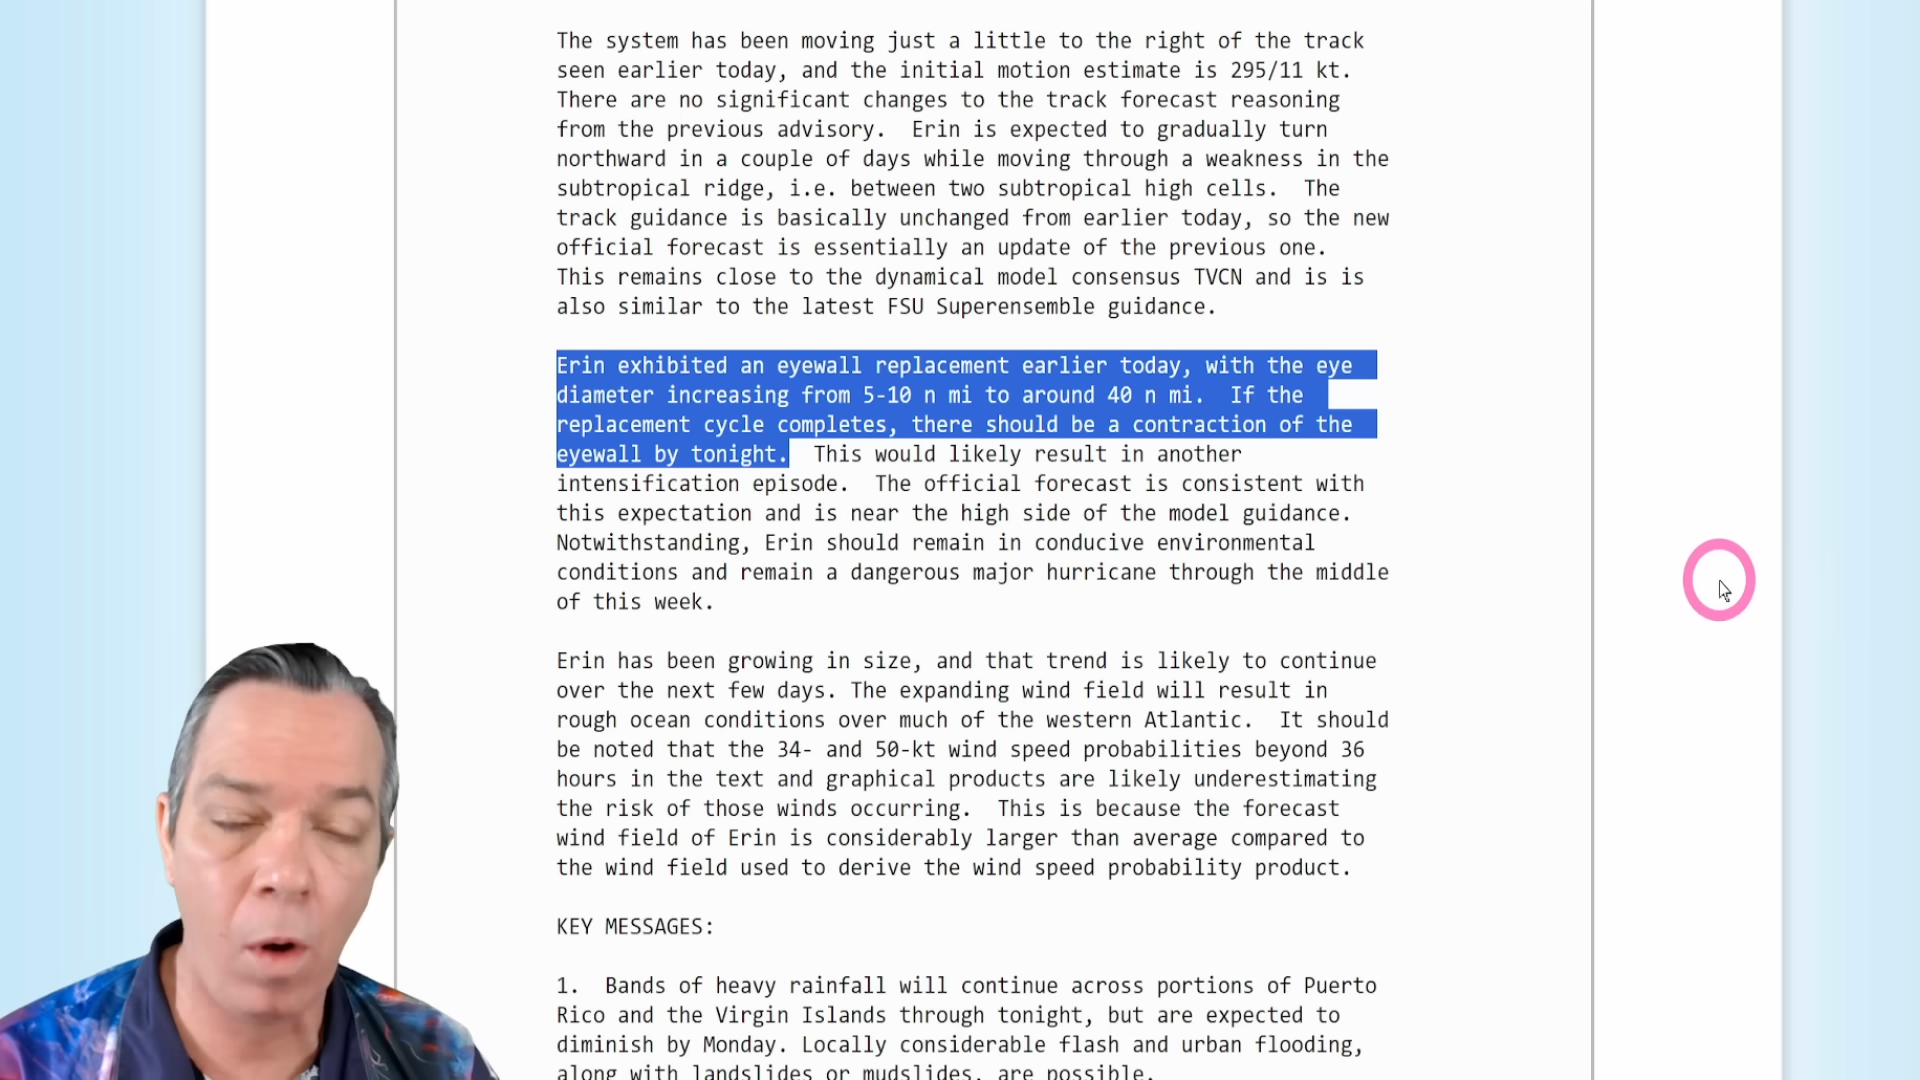 The system has been moving just a little to the right of the track
seen earlier today, and the initial motion estimate is 295/11 kt.
There are no significant changes to the track forecast reasoning
from the previous advisory.  Erin is expected to gradually turn
northward in a couple of days while moving through a weakness in the
subtropical ridge, i.e. between two subtropical high cells.  The
track guidance is basically unchanged from earlier today, so the new
official forecast is essentially an update of the previous one.
This remains close to the dynamical model consensus TVCN and is is
also similar to the latest FSU Superensemble guidance.
Erin exhibited an eyewall replacement earlier today, with the eye
diameter increasing from 5-10 n mi to around 40 n mi.  If the
replacement cycle completes, there should be a contraction of the
eyewall by tonight.  This would likely result in another
intensification episode.  The official forecast is consistent with
this expectation and is near the high side of the model guidance.
Notwithstanding, Erin should remain in conducive environmental
conditions and remain a dangerous major hurricane through the middle
of this week.
Erin has been growing in size, and that trend is likely to continue
over the next few days. The expanding wind field will result in
rough ocean conditions over much of the western Atlantic.  It should
be noted that the 34- and 50-kt wind speed probabilities beyond 36
hours in the text and graphical products are likely underestimating
the risk of those winds occurring.  This is because the forecast
wind field of Erin is considerably larger than average compared to
the wind field used to derive the wind speed probability product.
KEY MESSAGES:
1.  Bands of heavy rainfall will continue across portions of Puerto
Rico and the Virgin Islands through tonight, but are expected to
diminish by Monday. Locally considerable flash and urban flooding,
along with landslides or mudslides, are possible.